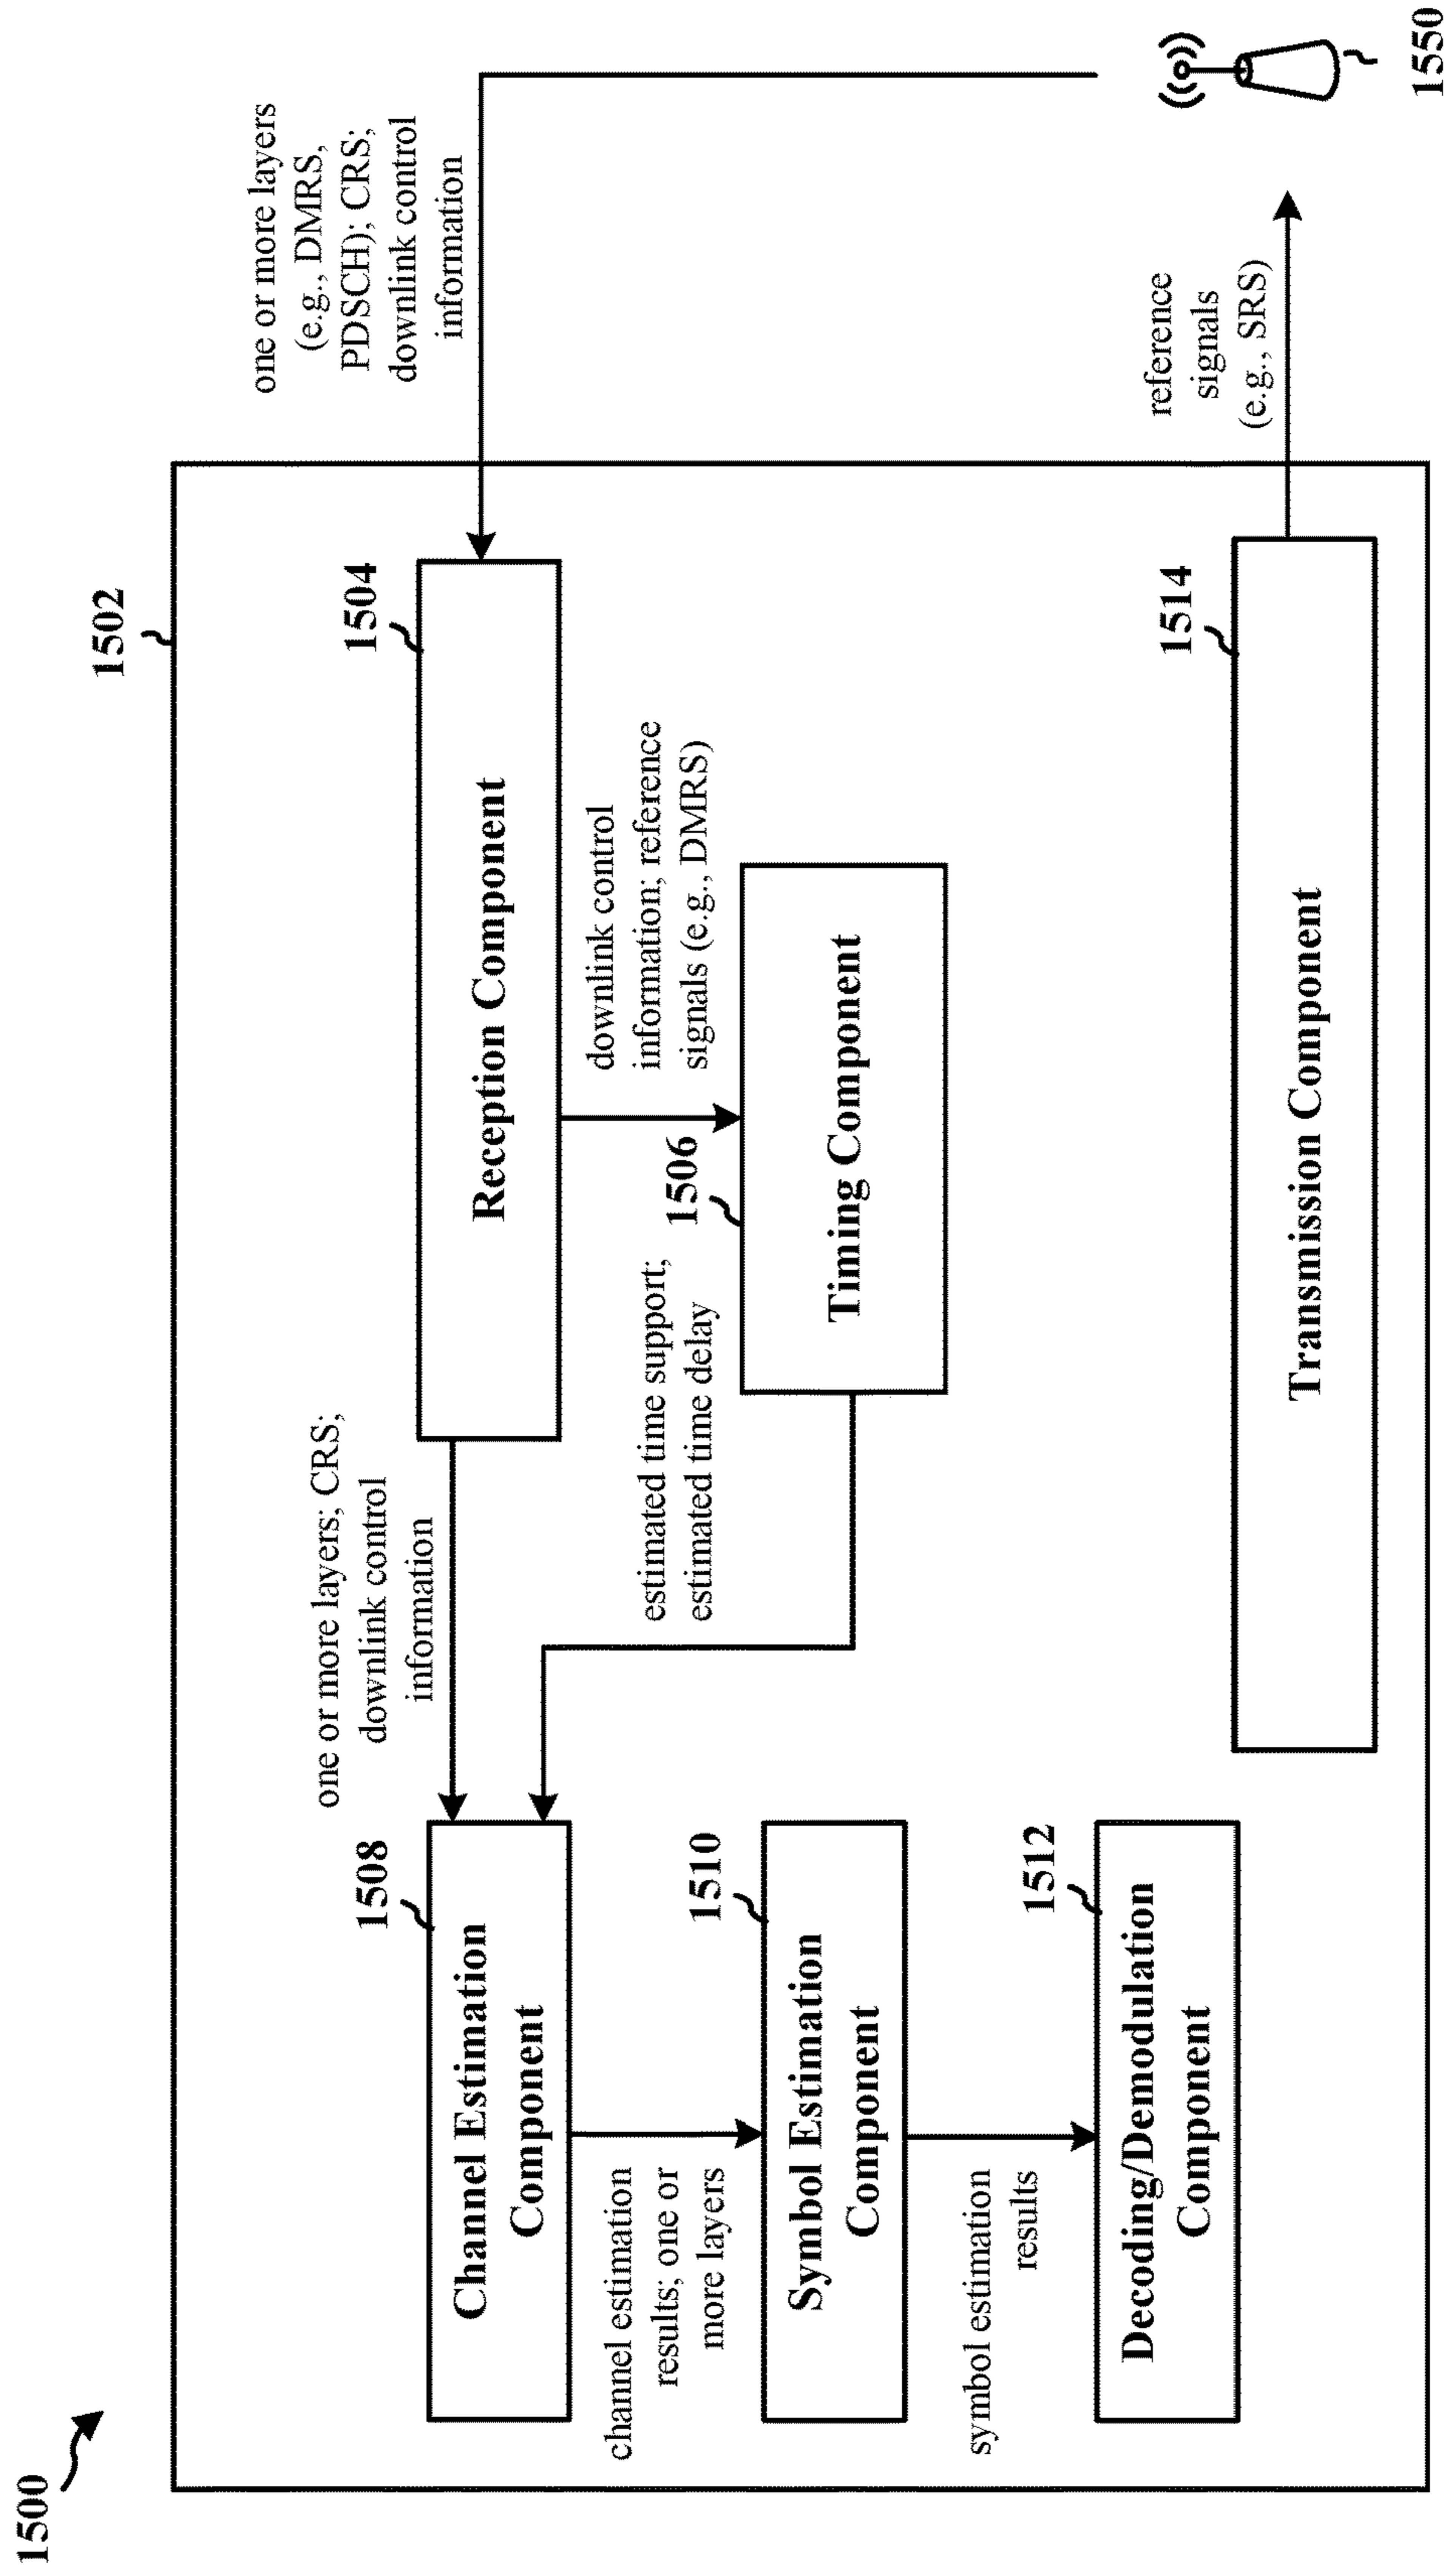 1500
1502
one or more layers
(e.g., DMRS,
PDSCH); CRS;
downlink control
information
1504
Reception Component
one or more layers; CRS;
downlink control
information
downlink control
information; reference
signals (e.g., DMRS)
1506
Timing Component
estimated time support;
estimated time delay
1508
Channel Estimation
Component
channel estimation
results; one or
more layers
1510
Symbol Estimation
Component
symbol estimation
results
1512
Decoding/Demodulation
Component
1514
Transmission Component
reference
signals
(e.g., SRS)
1550